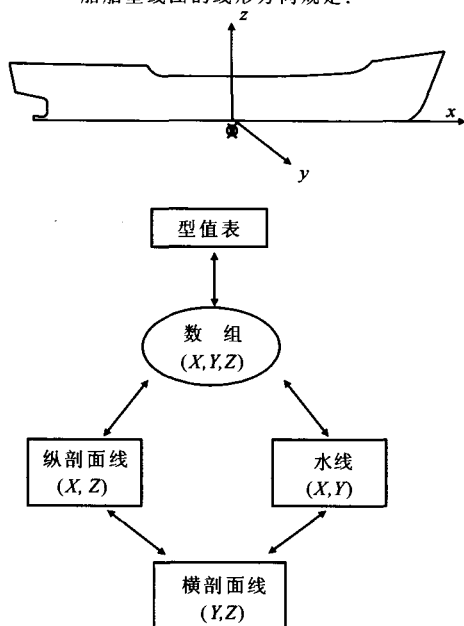 船舶型线图的线形方向规定:
z
x
y
型值表
数 组
(X,Y,Z)
纵剖面线
(X, Z)
水线
(X,Y)
横剖面线
(Y,Z)